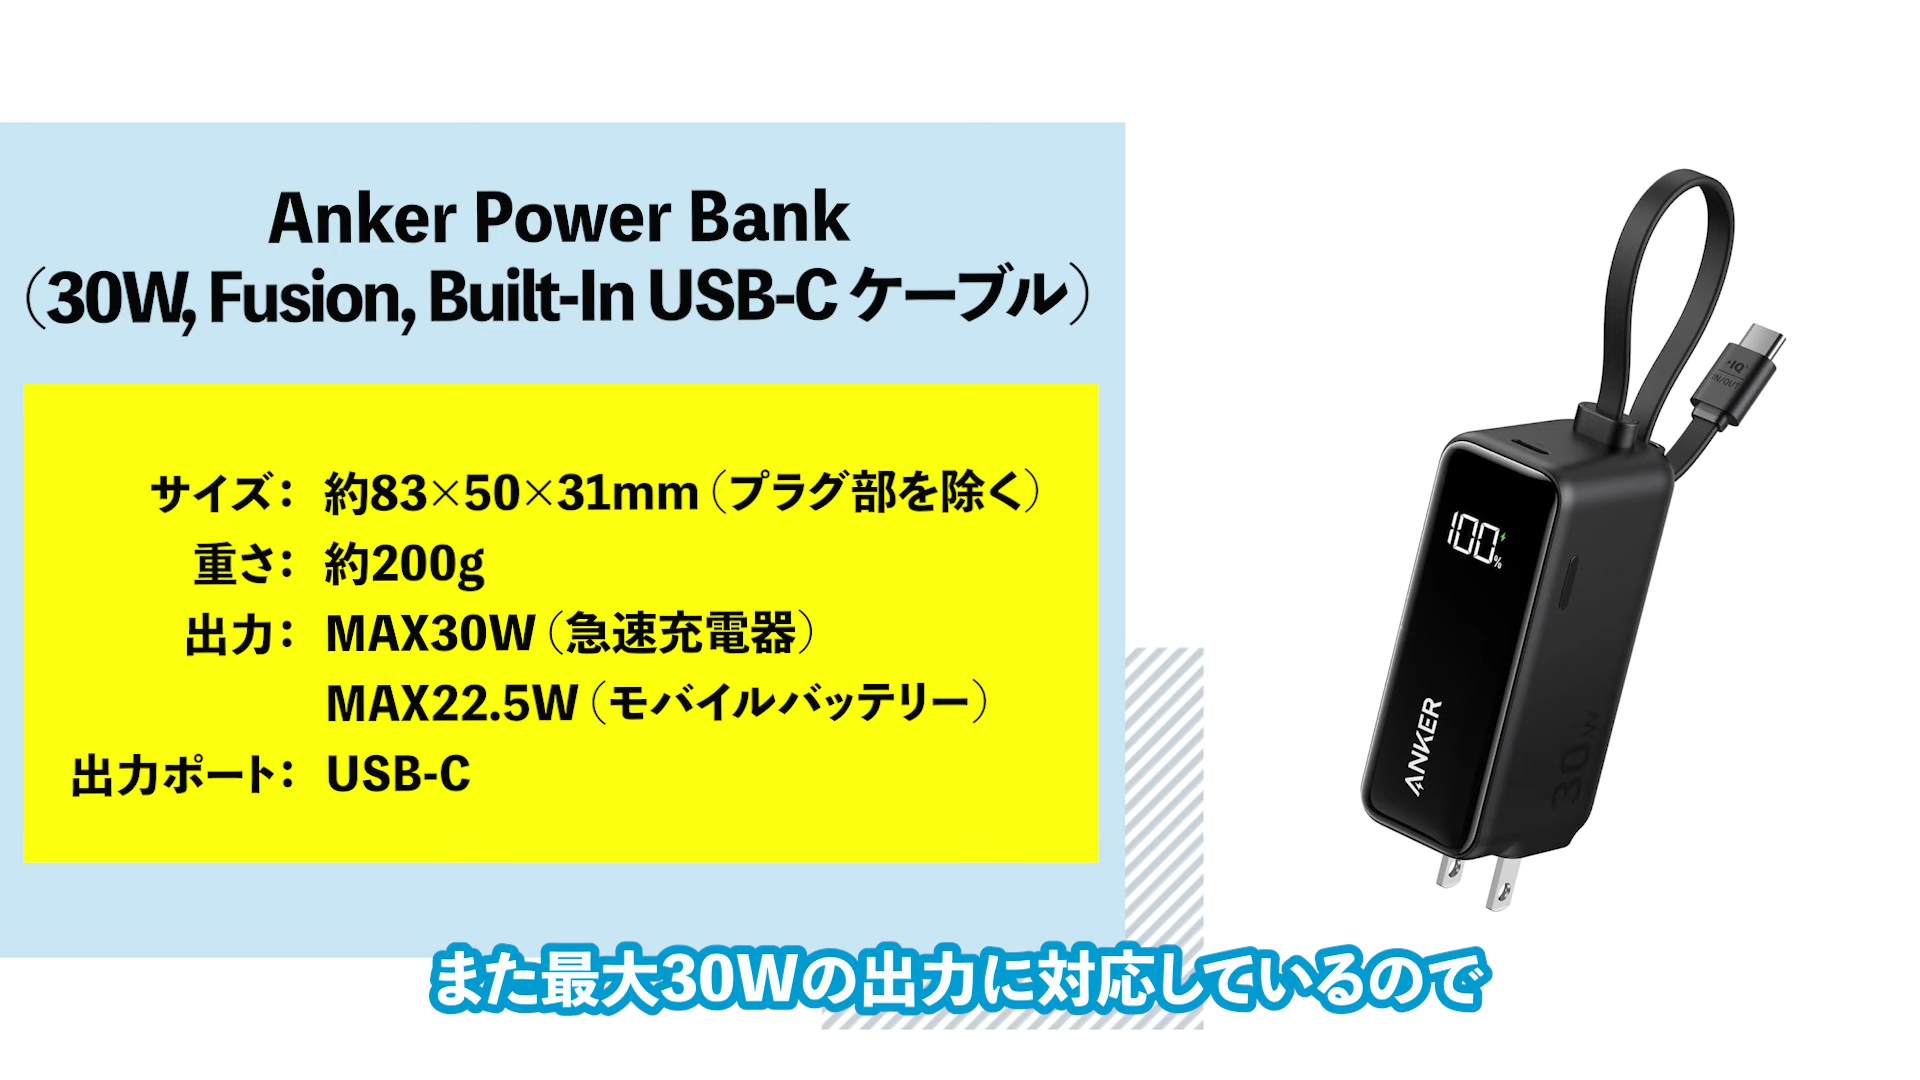 Anker Power Bank
（30W, Fusion, Built-In USB-C ケーブル）
サイズ： 約83×50×31mm（プラグ部を除く）
重さ： 約200g
出力： MAX30W（急速充電器）
MAX22.5W（モバイルバッテリー）
出力ポート： USB-C
IQ
IN/OUT
100%
ANKER
30W
また最大30Wの出力に対応しているので